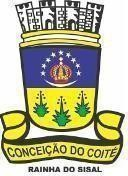 CONCEIÇÃO DO COITÉ
RAINHA DO SISAL